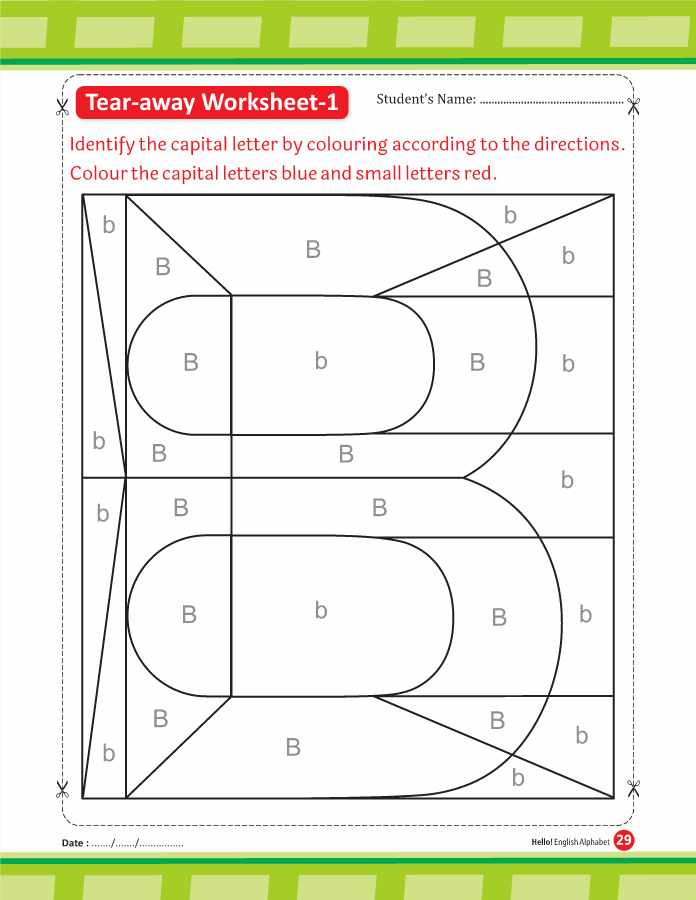 Tear-away Worksheet-1
Student's Name: ............................................
Identify the capital letter by colouring according to the directions.
Colour the capital letters blue and small letters red.
b
b
B
B
b
B
B
b
B
b
b
B
B
b
b
B
B
B
b
B
b
B
B
b
b
B
b
Date : ......./......./................
Hello! English Alphabet 29